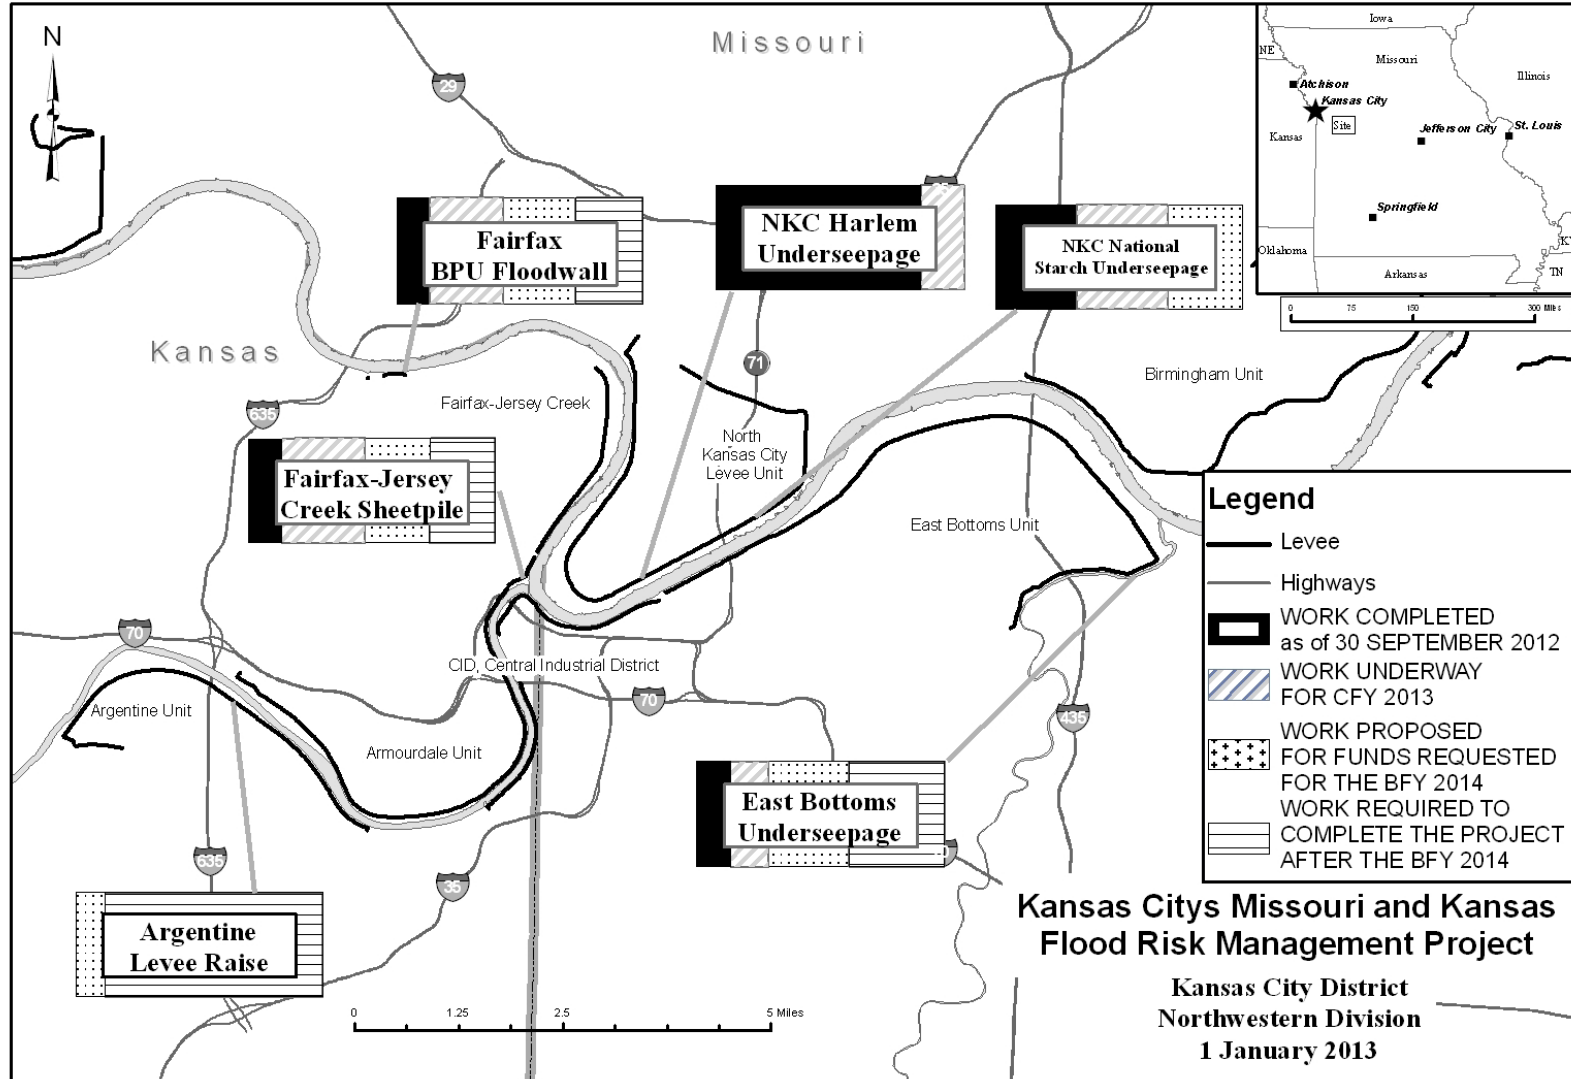 N
Missouri
29
Fairfax
BPU Floodwall
NKC Harlem
Underseepage
NKC National
Starch Underseepage
Iowa
NE
Missouri
Illinois
Atchison
Kansas City
Site
Kansas
Jefferson City
St. Louis
Springfield
Oklahoma
Arkansas
TN
0 75 150 300 Miles
Kansas
71
Birmingham Unit
635
Fairfax-Jersey Creek
North
Kansas City
Levee Unit
Fairfax-Jersey
Creek Sheetpile
East Bottoms Unit
70
CID, Central Industrial District
70
Argentine Unit
Armourdale Unit
435
East Bottoms
Underseepage
635
35
Argentine
Levee Raise
0 1.25 2.5 5 Miles
Legend
Levee
Highways
WORK COMPLETED
as of 30 SEPTEMBER 2012
WORK UNDERWAY
FOR CFY 2013
WORK PROPOSED
FOR FUNDS REQUESTED
FOR THE BFY 2014
WORK REQUIRED TO
COMPLETE THE PROJECT
AFTER THE BFY 2014
Kansas Citys Missouri and Kansas
Flood Risk Management Project
Kansas City District
Northwestern Division
1 January 2013